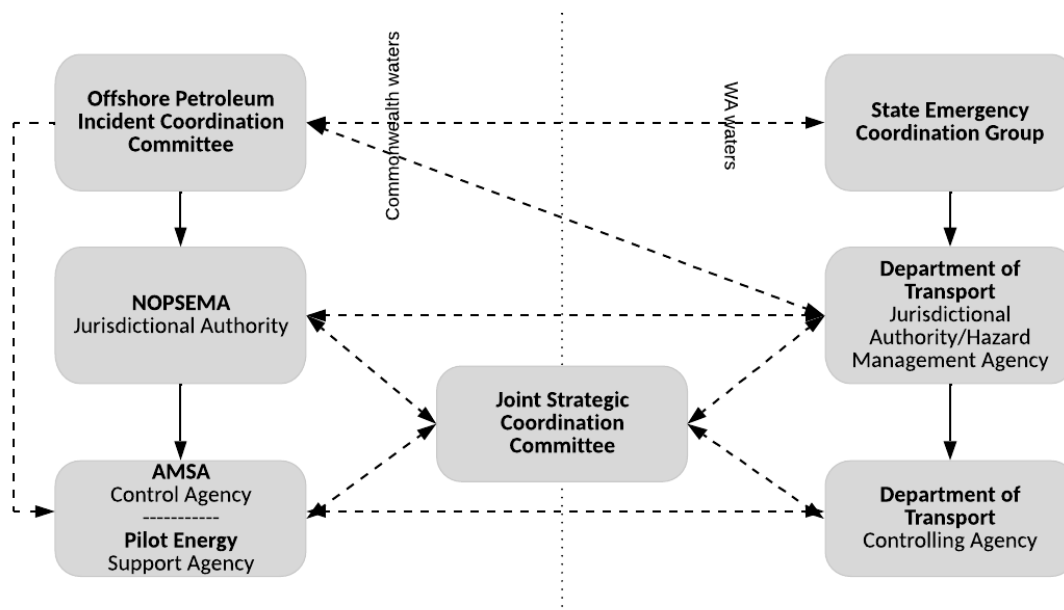 Offshore Petroleum
Incident Coordination
Committee
Commonwealth waters
WA waters
State Emergency
Coordination Group
NOPSEMA
Jurisdictional Authority
Department of
Transport
Jurisdictional
Authority/Hazard
Management Agency
Joint Strategic
Coordination
Committee
AMSA
Control Agency
-----------
Pilot Energy
Support Agency
Department of
Transport
Controlling Agency